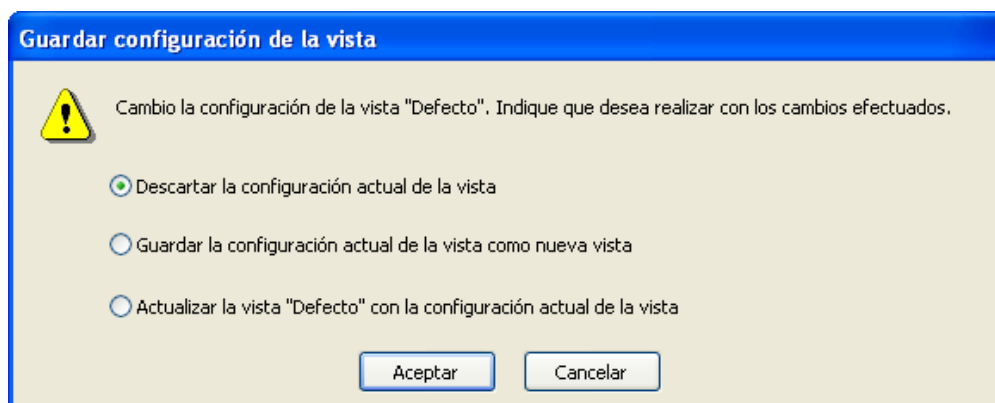 Guardar configuración de la vista
Cambio la configuración de la vista "Defecto". Indique que desea realizar con los cambios efectuados.
Descartar la configuración actual de la vista
Guardar la configuración actual de la vista como nueva vista
Actualizar la vista "Defecto" con la configuración actual de la vista
Aceptar Cancelar